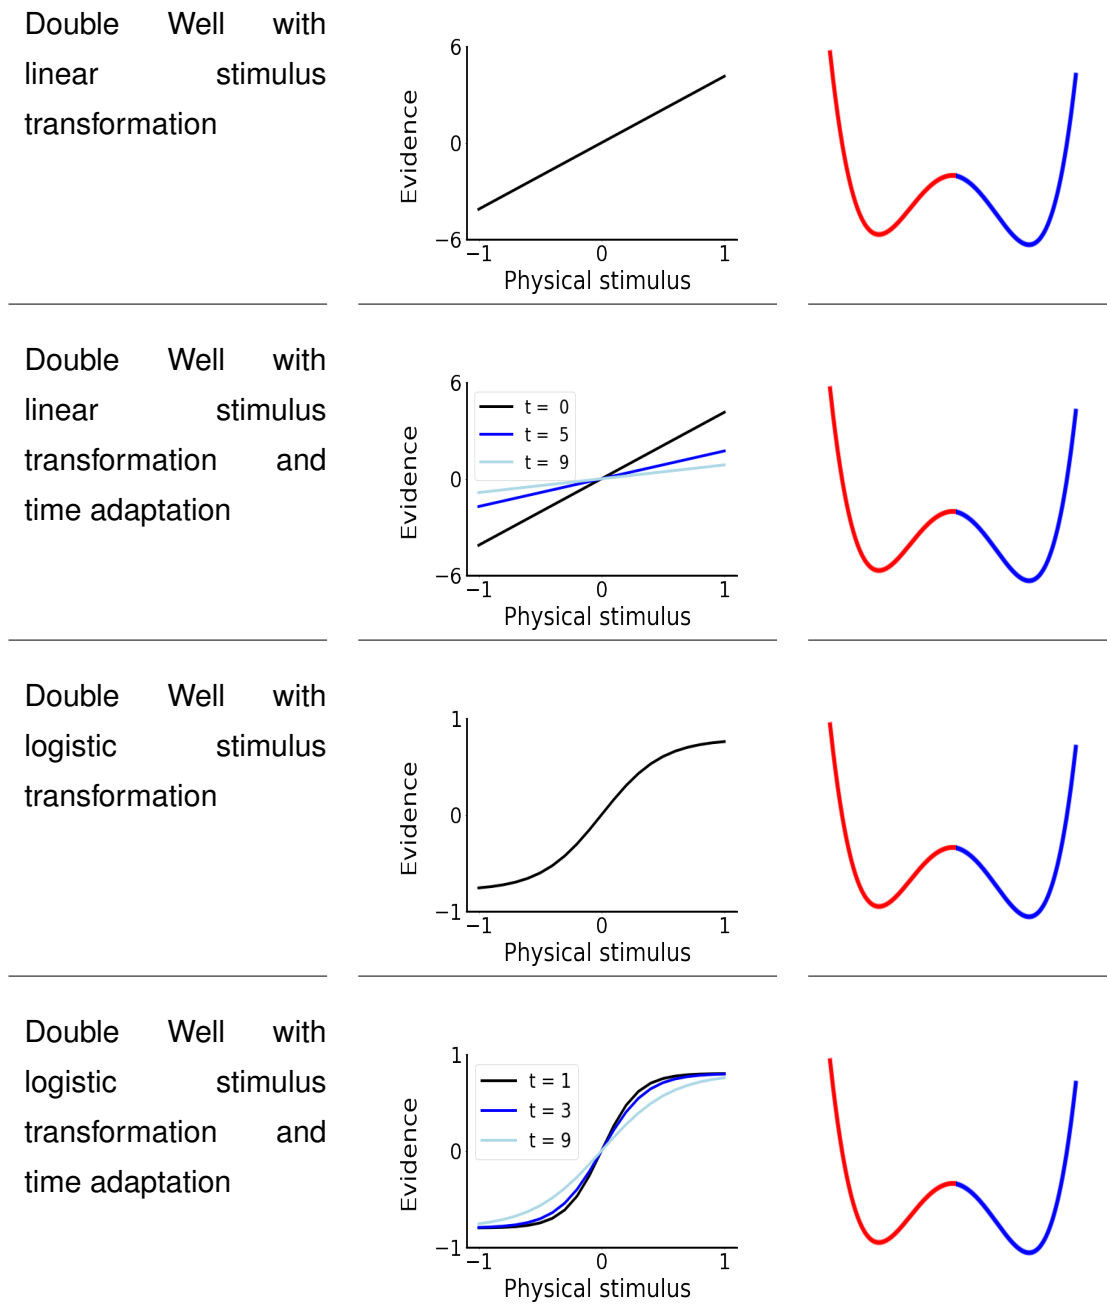 Double Well with
linear stimulus
transformation
6
0
−6
Evidence
−1 0 1
Physical stimulus
Double Well with
linear stimulus
transformation and
time adaptation
6
0
−6
Evidence
t = 0
t = 5
t = 9
−1 0 1
Physical stimulus
Double Well with
logistic stimulus
transformation
1
0
−1
Evidence
−1 0 1
Physical stimulus
Double Well with
logistic stimulus
transformation and
time adaptation
1
0
−1
Evidence
t = 1
t = 3
t = 9
−1 0 1
Physical stimulus